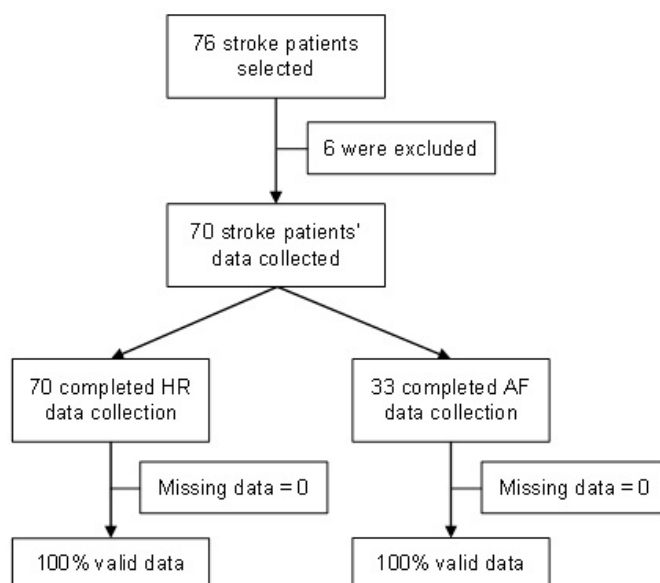 76 stroke patients
selected
6 were excluded
70 stroke patients'
data collected
70 completed HR
data collection
33 completed AF
data collection
Missing data = 0
Missing data = 0
100% valid data
100% valid data